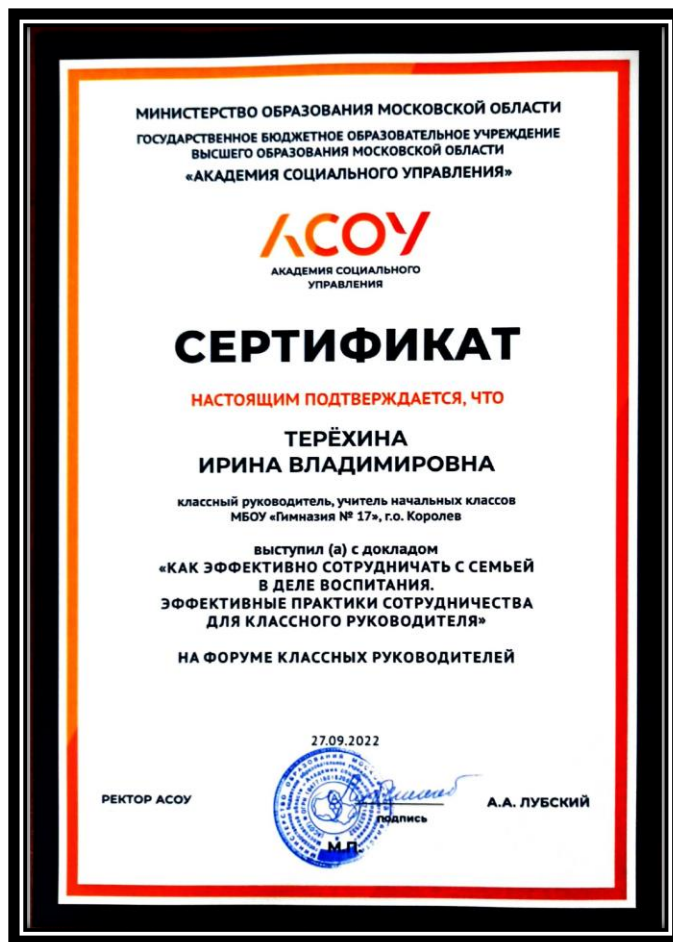 МИНИСТЕРСТВО ОБРАЗОВАНИЯ МОСКОВСКОЙ ОБЛАСТИ
ГОСУДАРСТВЕННОЕ БЮДЖЕТНОЕ ОБРАЗОВАТЕЛЬНОЕ УЧРЕЖДЕНИЕ
ВЫСШЕГО ОБРАЗОВАНИЯ МОСКОВСКОЙ ОБЛАСТИ
«АКАДЕМИЯ СОЦИАЛЬНОГО УПРАВЛЕНИЯ»
АСОУ
АКАДЕМИЯ СОЦИАЛЬНОГО
УПРАВЛЕНИЯ
СЕРТИФИКАТ
НАСТОЯЩИМ ПОДТВЕРЖДАЕТСЯ, ЧТО
ТЕРЁХИНА
ИРИНА ВЛАДИМИРОВНА
классный руководитель, учитель начальных классов
МБОУ «Гимназия № 17», г.о. Королев
выступил (а) с докладом
«КАК ЭФФЕКТИВНО СОТРУДНИЧАТЬ С СЕМЬЕЙ
В ДЕЛЕ ВОСПИТАНИЯ.
ЭФФЕКТИВНЫЕ ПРАКТИКИ СОТРУДНИЧЕСТВА
ДЛЯ КЛАССНОГО РУКОВОДИТЕЛЯ»
НА ФОРУМЕ КЛАССНЫХ РУКОВОДИТЕЛЕЙ
27.09.2022
РЕКТОР АСОУ
подпись
А.А. ЛУБСКИЙ
М.П.